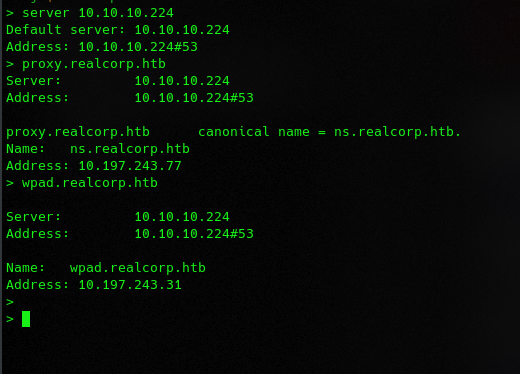 > server 10.10.10.224
Default server: 10.10.10.224
Address: 10.10.10.224#53
> proxy.realcorp.htb
Server:         10.10.10.224
Address:        10.10.10.224#53
proxy.realcorp.htb      canonical name = ns.realcorp.htb.
Name:   ns.realcorp.htb
Address: 10.197.243.77
> wpad.realcorp.htb
Server:         10.10.10.224
Address:        10.10.10.224#53
Name:   wpad.realcorp.htb
Address: 10.197.243.31
>
>